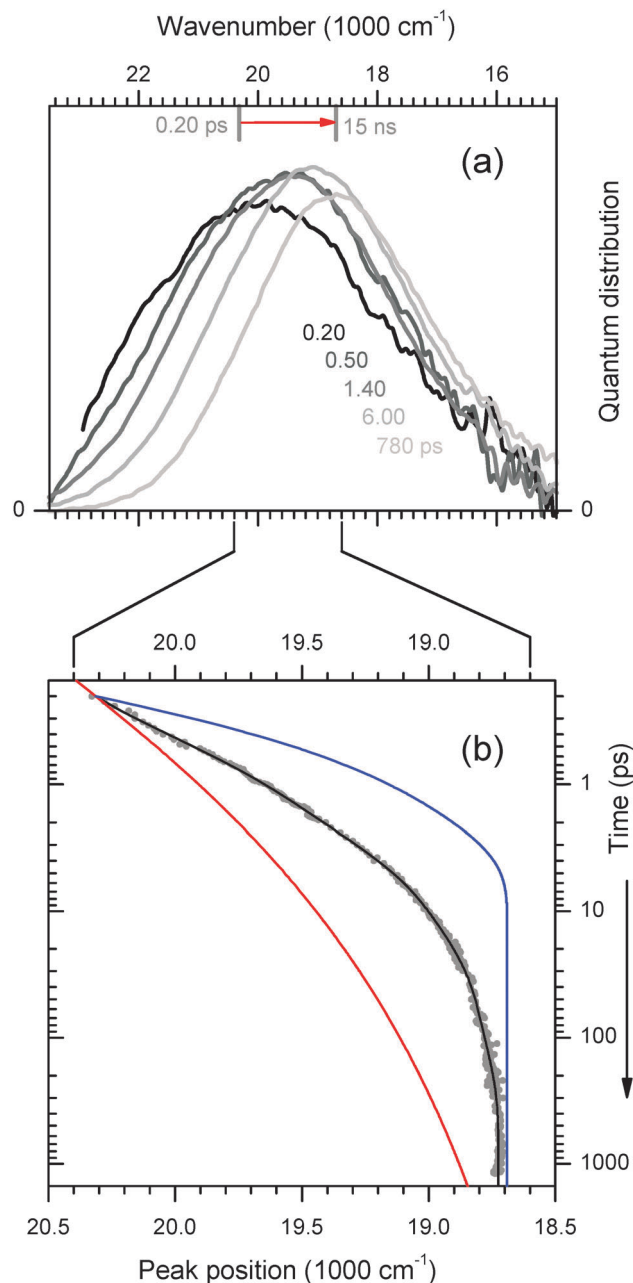 Wavenumber (1000 cm⁻¹)
22 20 18 16
0.20 ps 15 ns
(a)
Quantum distribution
0.20
0.50
1.40
6.00
780 ps
0 0
20.0 19.5 19.0
(b)
1
10
100
1000
Time (ps)
20.5 20.0 19.5 19.0 18.5
Peak position (1000 cm⁻¹)